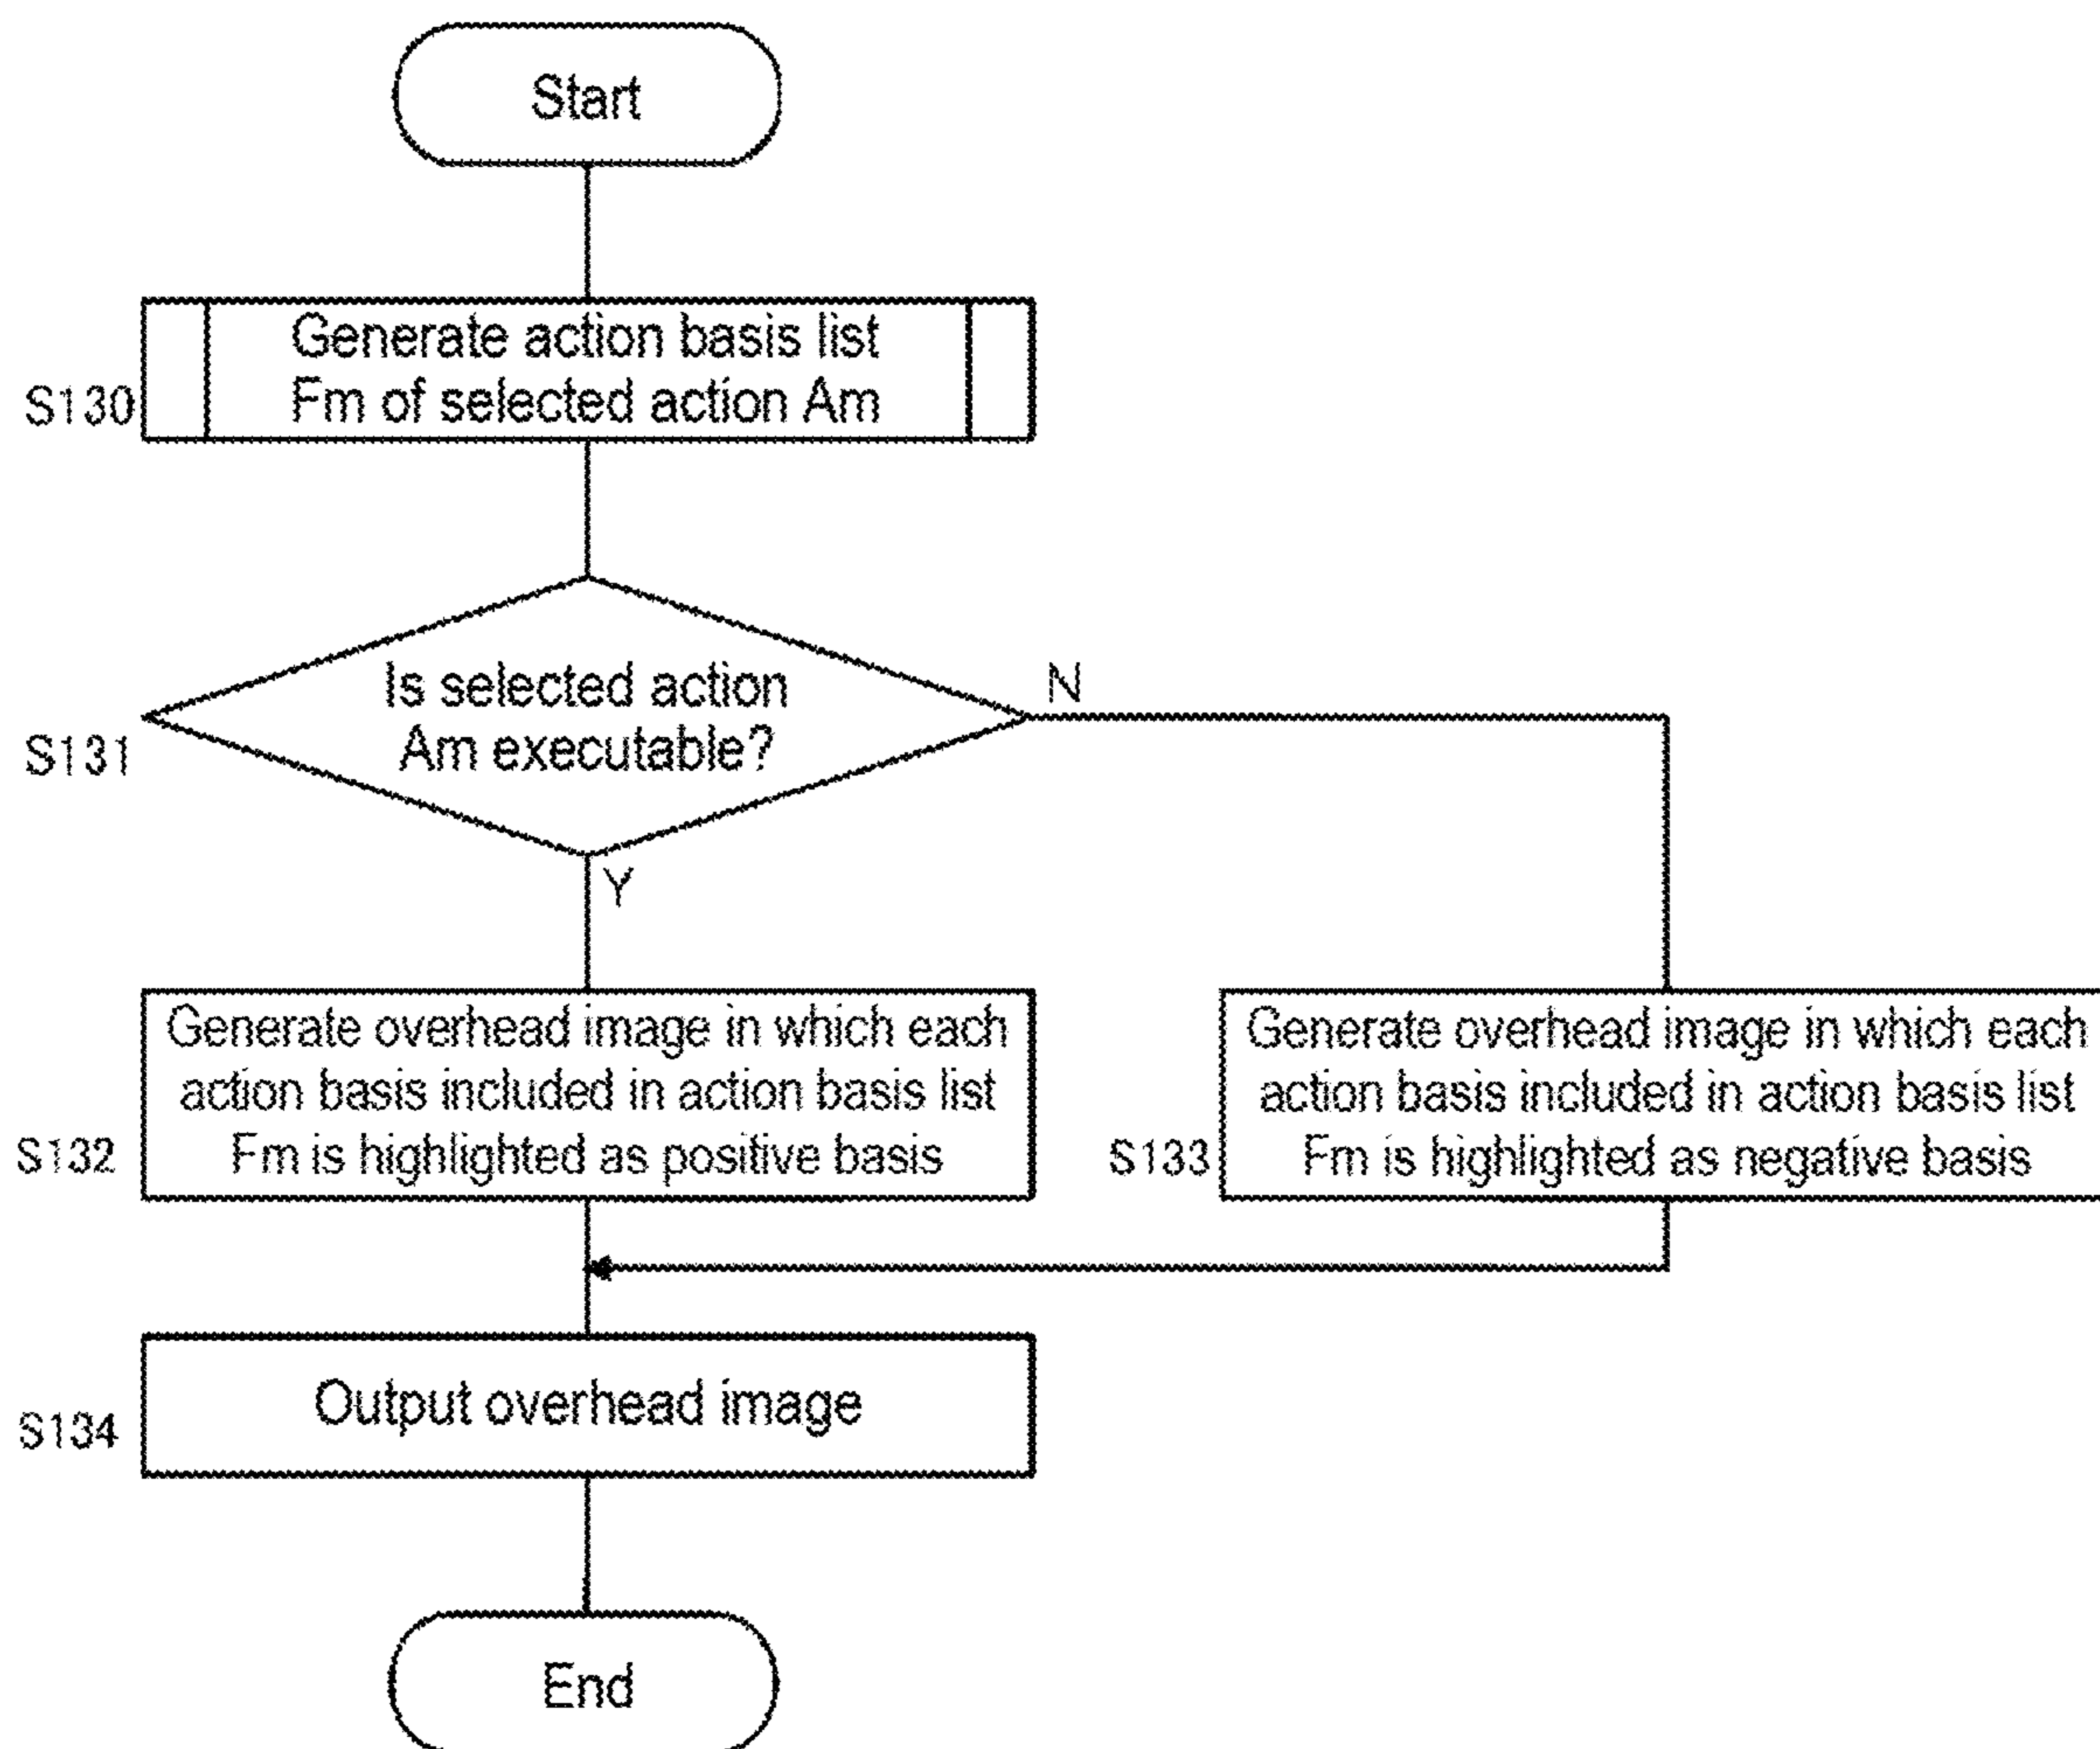 Start
Generate action basis list
Fm of selected action Am
S130
Is selected action
Am executable?
S131
N
Y
Generate overhead image in which each
action basis included in action basis list
Fm is highlighted as positive basis
S132
Generate overhead image in which each
action basis included in action basis list
Fm is highlighted as negative basis
S133
Output overhead image
S134
End